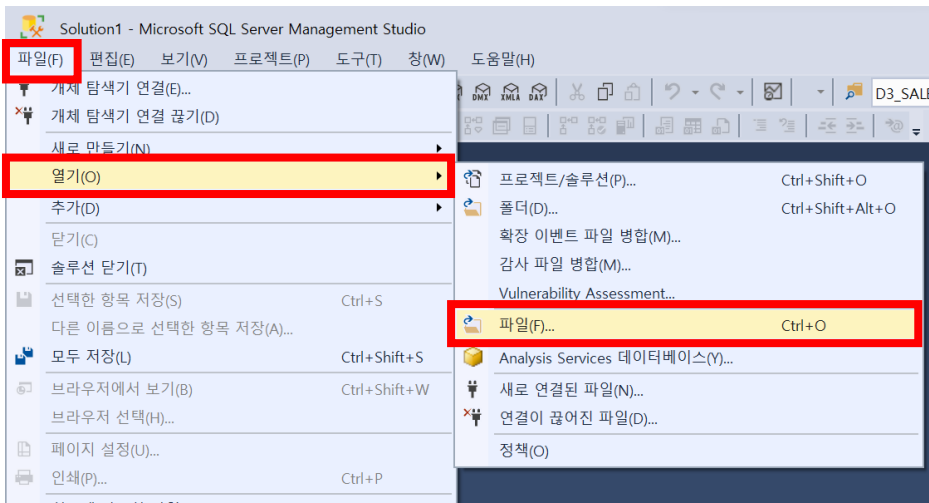 Solution1 - Microsoft SQL Server Management Studio
파일(F) 편집(E) 보기(V) 프로젝트(P) 도구(T) 창(W) 도움말(H)
개체 탐색기 연결(E)...
DMX XMLA DAX D3_SALE
개체 탐색기 연결 끊기(D)
새로 만들기(N)
열기(O)
추가(D)
닫기(C)
솔루션 닫기(T)
선택한 항목 저장(S) Ctrl+S
다른 이름으로 선택한 항목 저장(A)...
모두 저장(L) Ctrl+Shift+S
브라우저에서 보기(B) Ctrl+Shift+W
브라우저 선택(H)...
페이지 설정(U)...
인쇄(P)... Ctrl+P
프로젝트/솔루션(P)... Ctrl+Shift+O
폴더(D)... Ctrl+Shift+Alt+O
확장 이벤트 파일 병합(M)...
감사 파일 병합(M)...
Vulnerability Assessment...
파일(F)... Ctrl+O
Analysis Services 데이터베이스(Y)...
새로 연결된 파일(N)...
연결이 끊어진 파일(D)...
정책(O)